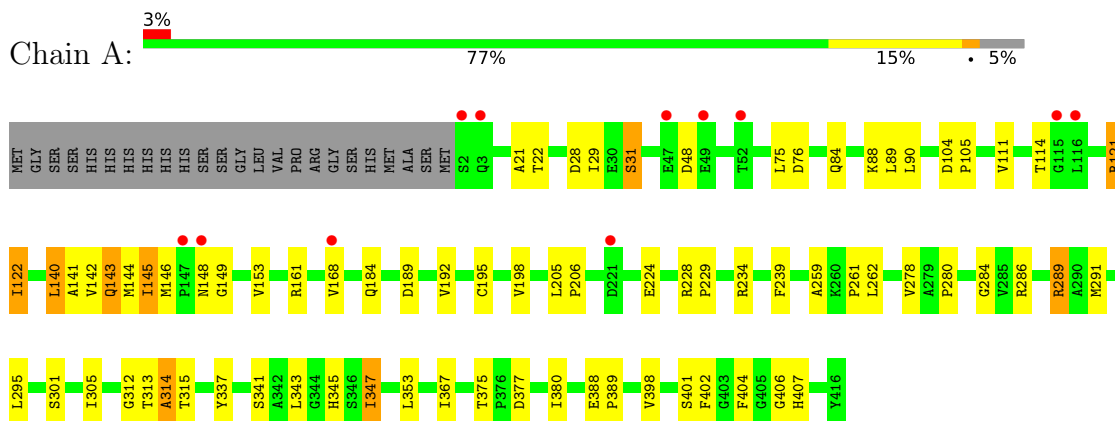 3%
Chain A:
77% 15% • 5%
MET GLY SER SER HIS HIS HIS HIS HIS HIS SER SER GLY LEU VAL PRO ARG GLY SER HIS MET ALA SER MET S2 Q3 A21 T22 D28 I29 E30 S31 E47 D48 E49 T52 L75 D76 Q84 K88 L89 L90 D104 P105 V111 T114 G115 L116
I122 L140 A141 V142 Q143 M144 I145 M146 P147 N148 G149 V153 R161 V168 Q184 D189 V192 C195 V198 L205 P206 D221 E224 R228 P229 R234 F239 A259 K260 P261 L262 V278 A279 P280 G284 V285 R286 R289 A290 M291
L295 S301 I305 G312 T313 A314 T315 Y337 S341 A342 L343 G344 H345 S346 I347 L353 I367 T375 P376 D377 I380 E388 P389 V398 S401 F402 G403 F404 G405 G406 H407 Y416